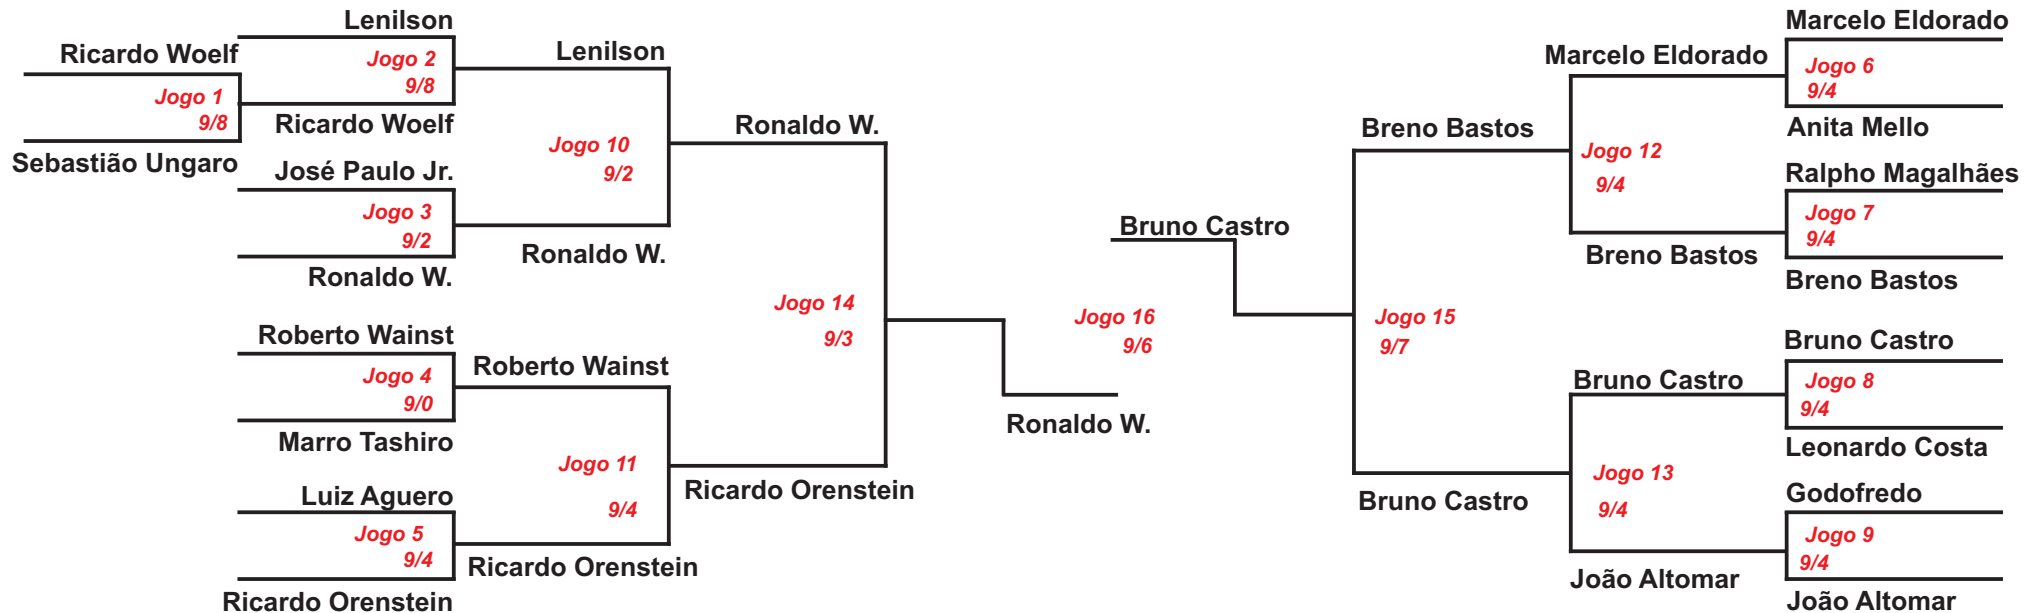 Ricardo Woelf
Jogo 1
9/8
Sebastião Ungaro
Lenilson
Jogo 2
9/8
Ricardo Woelf
José Paulo Jr.
Jogo 3
9/2
Ronaldo W.
Roberto Wainst
Jogo 4
9/0
Marro Tashiro
Luiz Aguero
Jogo 5
9/4
Ricardo Orenstein
Lenilson
Jogo 10
9/2
Ronaldo W.
Roberto Wainst
Jogo 11
9/4
Ricardo Orenstein
Ronaldo W.
Jogo 14
9/3
Ricardo Orenstein
Bruno Castro
Jogo 16
9/6
Ronaldo W.
Breno Bastos
Jogo 15
9/7
Bruno Castro
Marcelo Eldorado
Jogo 12
9/4
Breno Bastos
Bruno Castro
Jogo 13
9/4
João Altomar
Marcelo Eldorado
Jogo 6
9/4
Anita Mello
Ralpho Magalhães
Jogo 7
9/4
Breno Bastos
Bruno Castro
Jogo 8
9/4
Leonardo Costa
Godofredo
Jogo 9
9/4
João Altomar